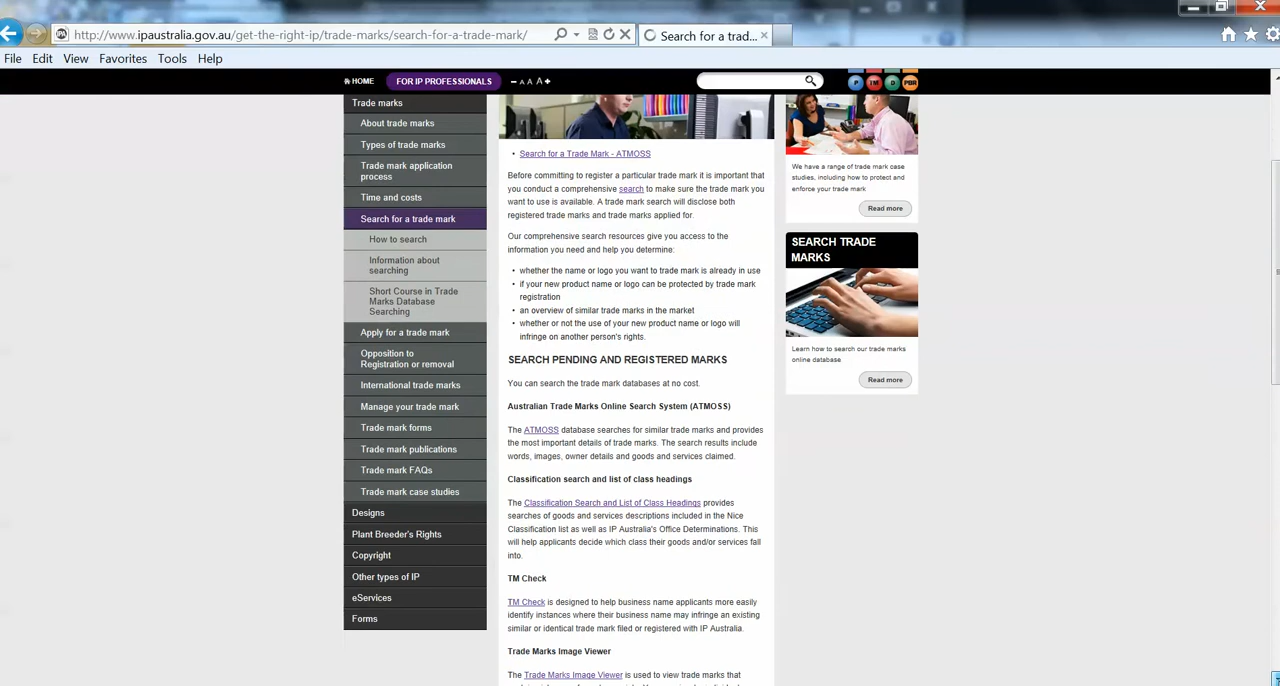 http://www.ipaustralia.gov.au/get-the-right-ip/trade-marks/search-for-a-trade-mark/
Search for a trad...
File Edit View Favorites Tools Help
HOME
FOR IP PROFESSIONALS
- A A A +
P TM D PBR
Trade marks
About trade marks
Types of trade marks
Trade mark application
process
Time and costs
Search for a trade mark
How to search
Information about
searching
Short Course in Trade
Marks Database
Searching
Apply for a trade mark
Opposition to
Registration or removal
International trade marks
Manage your trade mark
Trade mark forms
Trade mark publications
Trade mark FAQs
Trade mark case studies
Designs
Plant Breeder's Rights
Copyright
Other types of IP
eServices
Forms
• Search for a Trade Mark - ATMOSS
Before committing to register a particular trade mark it is important that
you conduct a comprehensive search to make sure the trade mark you
want to use is available. A trade mark search will disclose both
registered trade marks and trade marks applied for.
Our comprehensive search resources give you access to the
information you need and help you determine:
• whether the name or logo you want to trade mark is already in use
• if your new product name or logo can be protected by trade mark
registration
• an overview of similar trade marks in the market
• whether or not the use of your new product name or logo will
infringe on another person's rights.
SEARCH PENDING AND REGISTERED MARKS
You can search the trade mark databases at no cost.
Australian Trade Marks Online Search System (ATMOSS)
The ATMOSS database searches for similar trade marks and provides
the most important details of trade marks. The search results include
words, images, owner details and goods and services claimed.
Classification search and list of class headings
The Classification Search and List of Class Headings provides
searches of goods and services descriptions included in the Nice
Classification list as well as IP Australia's Office Determinations. This
will help applicants decide which class their goods and/or services fall
into.
TM Check
TM Check is designed to help business name applicants more easily
identify instances where their business name may infringe an existing
similar or identical trade mark filed or registered with IP Australia.
Trade Marks Image Viewer
The Trade Marks Image Viewer is used to view trade marks that
We have a range of trade mark case
studies, including how to protect and
enforce your trade mark
Read more
SEARCH TRADE
MARKS
Learn how to search our trade marks
online database
Read more